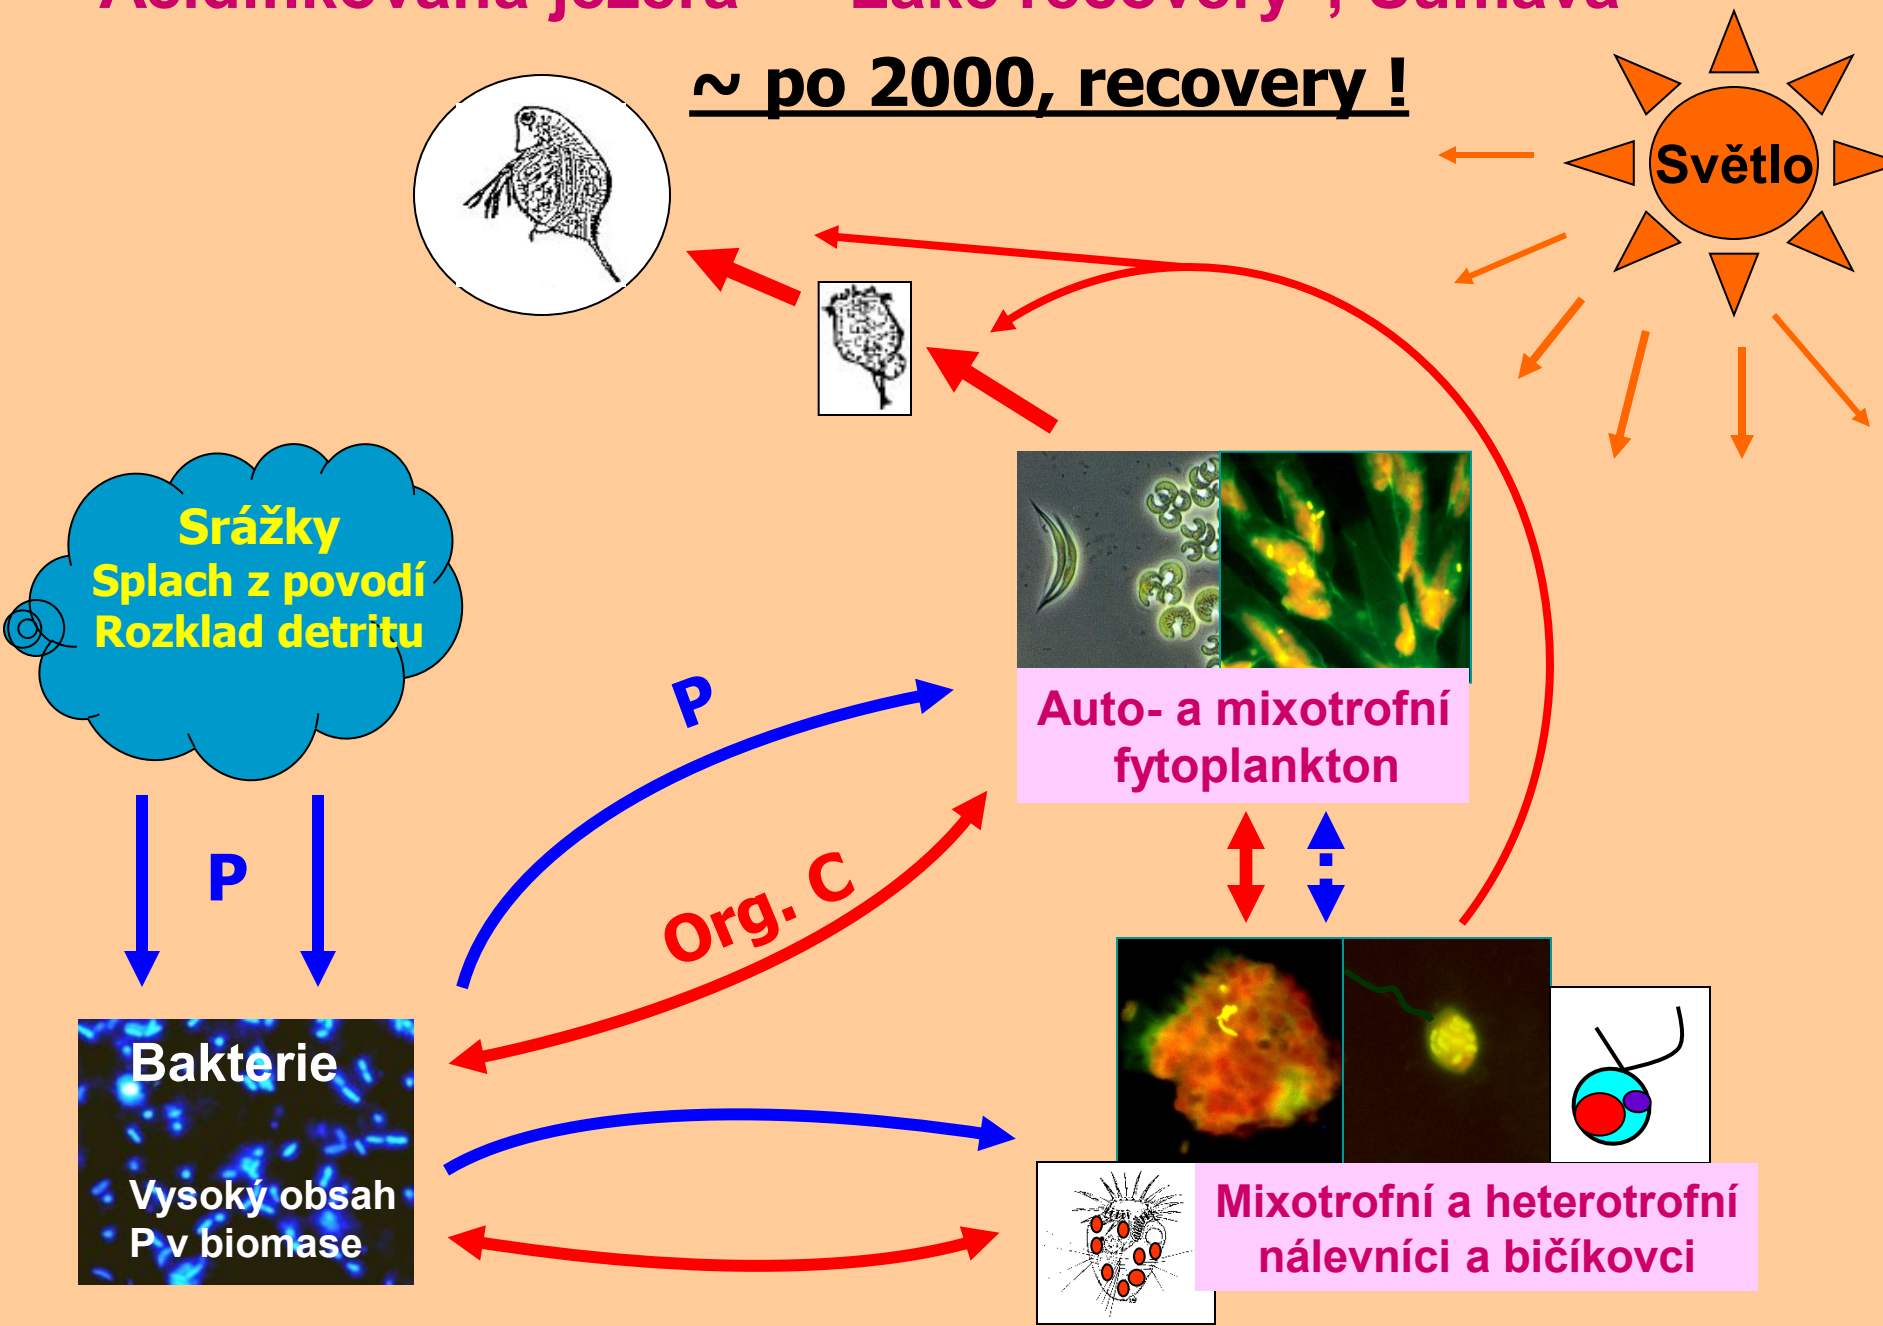 ~ po 2000, recovery !
Světlo
Srážky
Splach z povodí
Rozklad detritu
P
P
Org. C
Auto- a mixotrofní
fytoplankton
Bakterie
Vysoký obsah
P v biomase
Mixotrofní a heterotrofní
nálevníci a bičíkovci